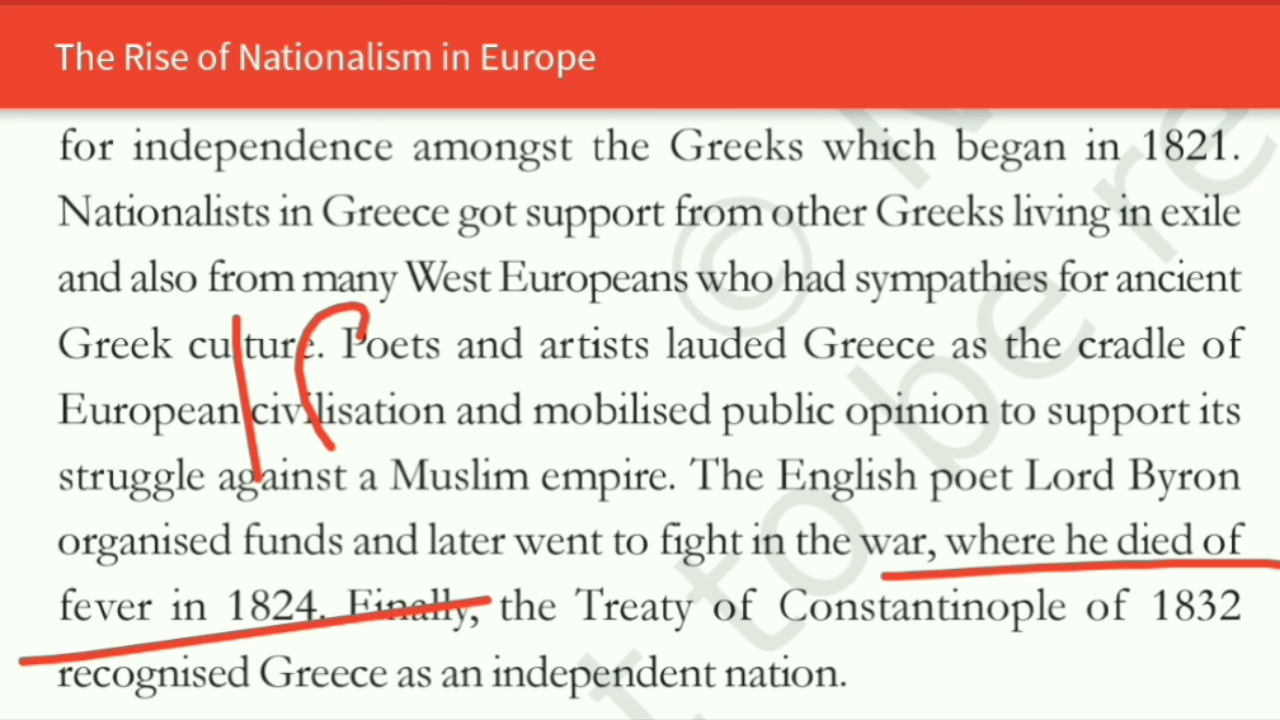 The Rise of Nationalism in Europe
for independence amongst the Greeks which began in 1821.
Nationalists in Greece got support from other Greeks living in exile
and also from many West Europeans who had sympathies for ancient
Greek culture. Poets and artists lauded Greece as the cradle of
European civilisation and mobilised public opinion to support its
struggle against a Muslim empire. The English poet Lord Byron
organised funds and later went to fight in the war, where he died of
fever in 1824. Finally, the Treaty of Constantinople of 1832
recognised Greece as an independent nation.